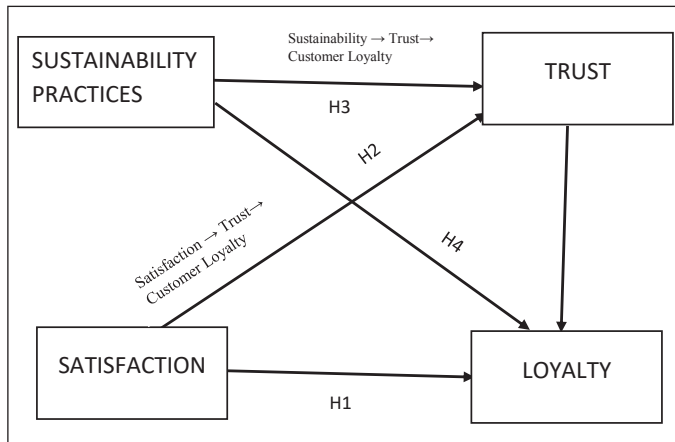 Sustainability → Trust→
Customer Loyalty
SUSTAINABILITY
PRACTICES
TRUST
H3
H2
Satisfaction → Trust→
Customer Loyalty
H4
SATISFACTION
LOYALTY
H1